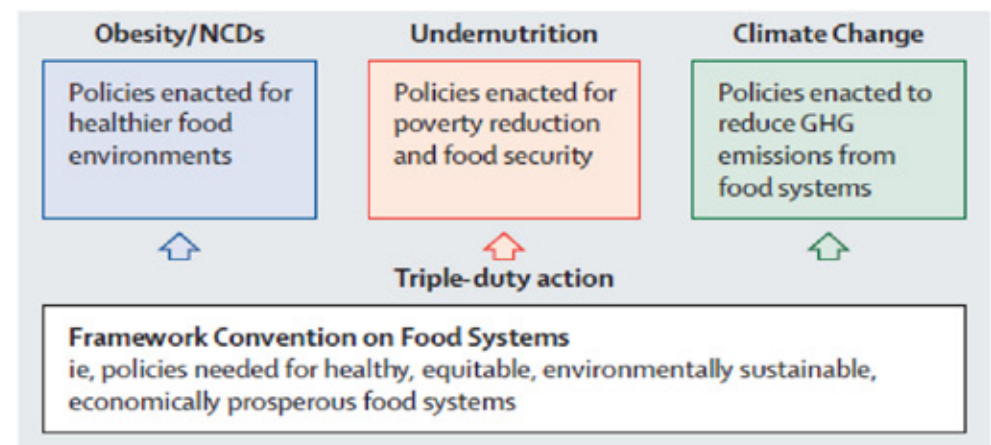 Obesity/NCDs
Policies enacted for
healthier food
environments
Undernutrition
Policies enacted for
poverty reduction
and food security
Climate Change
Policies enacted to
reduce GHG
emissions from
food systems
Triple-duty action
Framework Convention on Food Systems
ie, policies needed for healthy, equitable, environmentally sustainable,
economically prosperous food systems